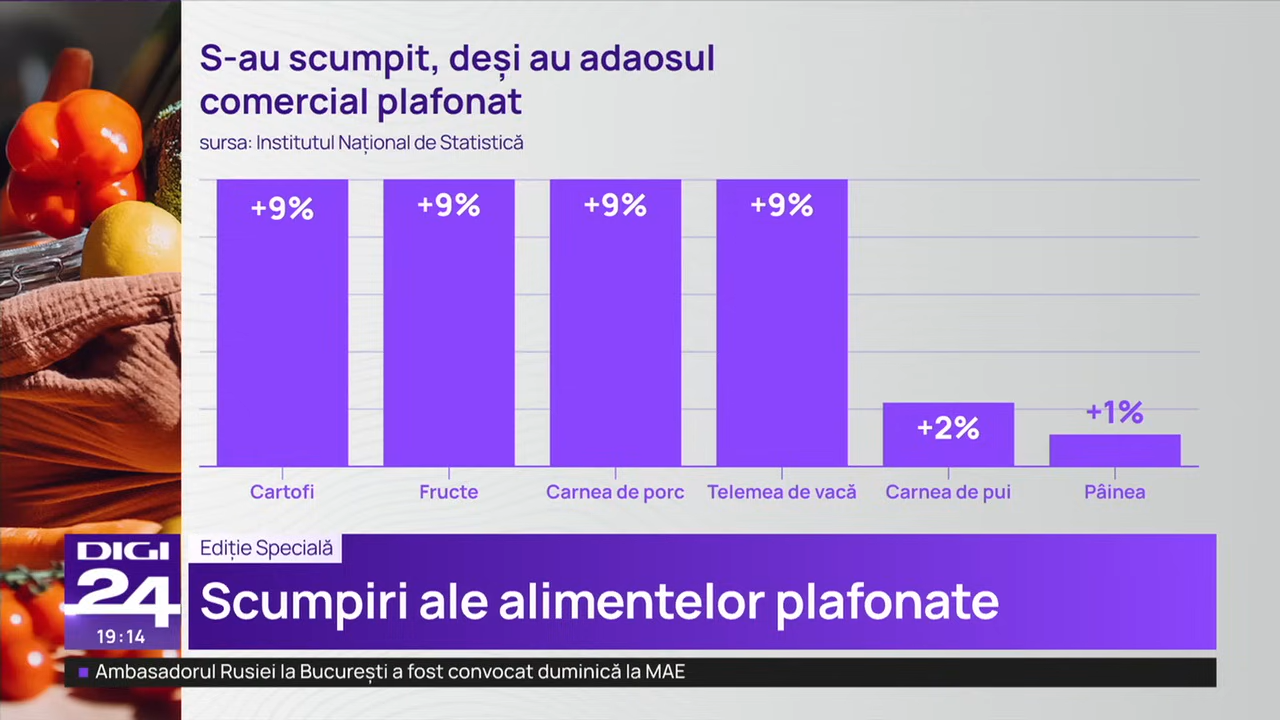 S-au scumpit, deși au adaosul
comercial plafonat
sursa: Institutul Național de Statistică
+9%
+9%
+9%
+9%
+2%
+1%
Cartofi
Fructe
Carnea de porc
Telemea de vacă
Carnea de pui
Pâinea
DIGI
24
19:14
Ediție Specială
Scumpiri ale alimentelor plafonate
Ambasadorul Rusiei la București a fost convocat duminică la MAE